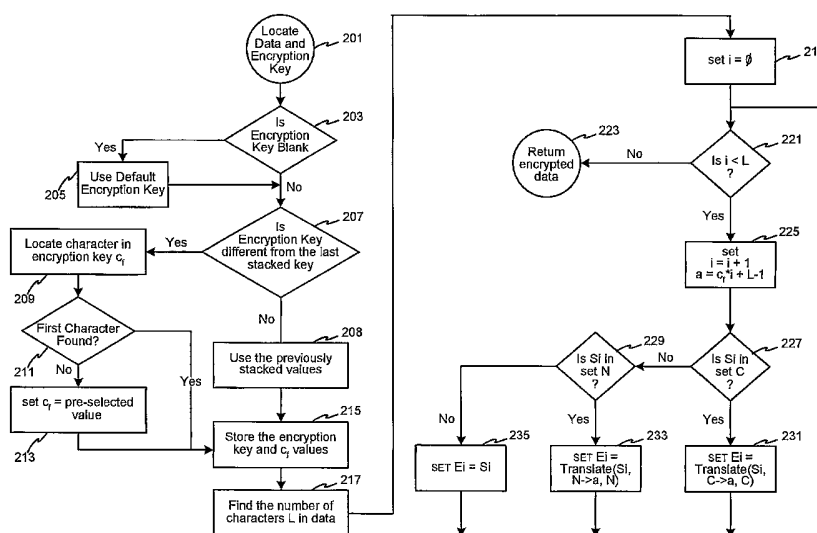 Locate
Data and
Encryption
Key
201
Is
Encryption
Key Blank
203
Yes
Use Default
Encryption Key
205
No
Is
Encryption Key
different from the last
stacked key
207
Yes
Locate character in
encryption key cf
209
First Character
Found?
211
No
Yes
set cf = pre-selected
value
213
No
208
Use the previously
stacked values
215
Store the encryption
key and cf values
217
Find the number of
characters L in data
set i = ∅
21
Is i < L
?
221
No
223
Return
encrypted
data
Yes
225
set
i = i + 1
a = cf*i + L-1
227
Is Si in
set C
?
No
229
Is Si in
set N
?
No
Yes
Yes
235
SET Ei = Si
233
SET Ei =
Translate(Si,
N->a, N)
231
SET Ei =
Translate(Si,
C->a, C)